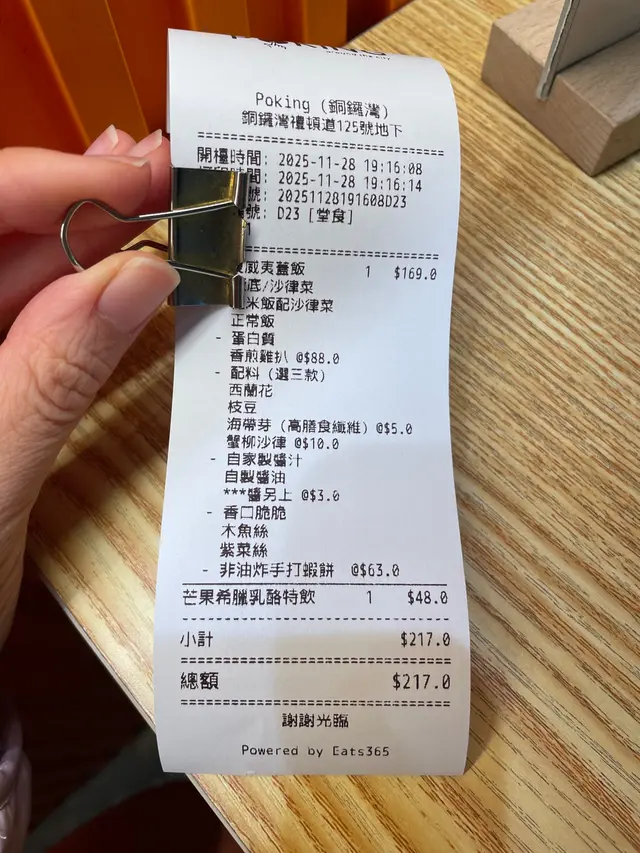 Poking (銅鑼灣)
銅鑼灣禮頓道125號地下
開檯時間: 2025-11-28 19:16:08
時間: 2025-11-28 19:16:14
號: 20251128191608D23
號: D23 [堂食]
威夷蓋飯 1 $169.0
底/沙律菜
米飯配沙律菜
正常飯
- 蛋白質
香煎雞扒 @$88.0
- 配料 (選三款)
西蘭花
枝豆
海帶芽 (高膳食纖維) @$5.0
蟹柳沙律 @$10.0
- 自家製醬汁
自製醬油
***醬另上 @$3.0
- 香口脆脆
木魚絲
紫菜絲
- 非油炸手打蝦餅 @$63.0
芒果希臘乳酪特飲 1 $48.0
小計 $217.0
總額 $217.0
謝謝光臨
Powered by Eats365